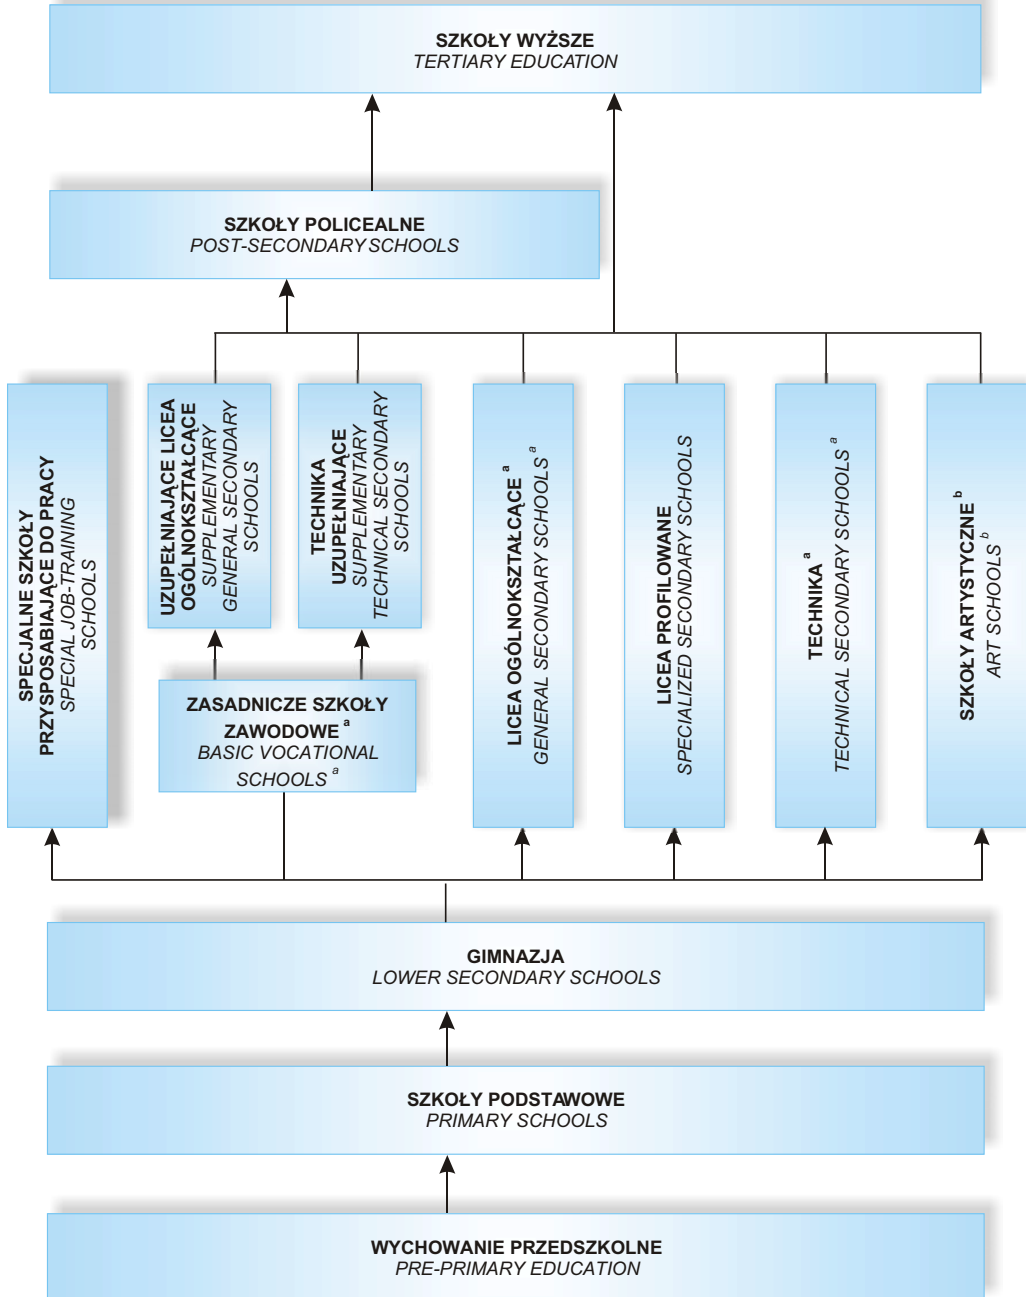 SZKOŁY WYŻSZE
TERTIARY EDUCATION
SZKOŁY POLICEALNE
POST-SECONDARY SCHOOLS
SPECJALNE SZKOŁY
PRZYSPOSABIAJĄCE DO PRACY
SPECIAL JOB-TRAINING
SCHOOLS
UZUPEŁNIAJĄCE LICEA
OGÓLNOKSZTAŁCĄCE
SUPPLEMENTARY
GENERAL SECONDARY
SCHOOLS
TECHNIKA
UZUPEŁNIAJĄCE
SUPPLEMENTARY
TECHNICAL SECONDARY
SCHOOLS
ZASADNICZE SZKOŁY
ZAWODOWE a
BASIC VOCATIONAL
SCHOOLS a
LICEA OGÓLNOKSZTAŁCĄCE a
GENERAL SECONDARY SCHOOLS a
LICEA PROFILOWANE
SPECIALIZED SECONDARY SCHOOLS
TECHNIKA a
TECHNICAL SECONDARY SCHOOLS a
SZKOŁY ARTYSTYCZNE b
ART SCHOOLS b
GIMNAZJA
LOWER SECONDARY SCHOOLS
SZKOŁY PODSTAWOWE
PRIMARY SCHOOLS
WYCHOWANIE PRZEDSZKOLNE
PRE-PRIMARY EDUCATION